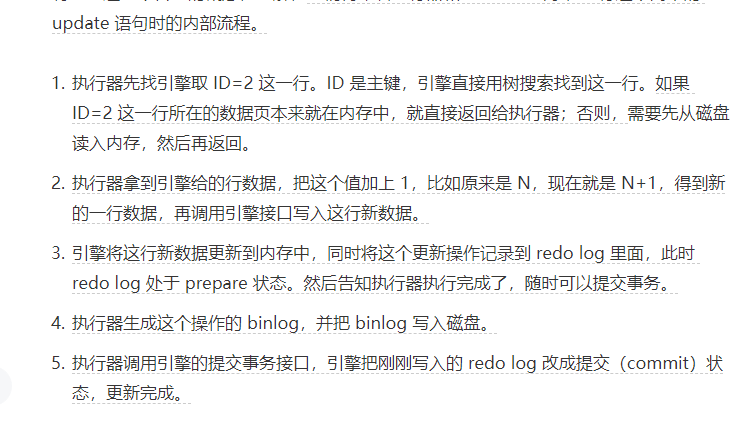 update 语句时的内部流程。
1. 执行器先找引擎取 ID=2 这一行。ID 是主键，引擎直接用树搜索找到这一行。如果
ID=2 这一行所在的数据页本来就在内存中，就直接返回给执行器；否则，需要先从磁盘
读入内存，然后再返回。
2. 执行器拿到引擎给的行数据，把这个值加上 1，比如原来是 N，现在就是 N+1，得到新
的一行数据，再调用引擎接口写入这行新数据。
3. 引擎将这行新数据更新到内存中，同时将这个更新操作记录到 redo log 里面，此时
redo log 处于 prepare 状态。然后告知执行器执行完成了，随时可以提交事务。
4. 执行器生成这个操作的 binlog，并把 binlog 写入磁盘。
5. 执行器调用引擎的提交事务接口，引擎把刚刚写入的 redo log 改成提交（commit）状
态，更新完成。